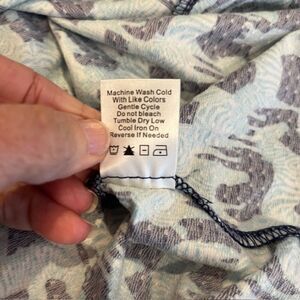 Machine Wash Cold
With Like Colors
Gentle Cycle
Do not bleach
Tumble Dry Low
Cool Iron On
Reverse If Needed